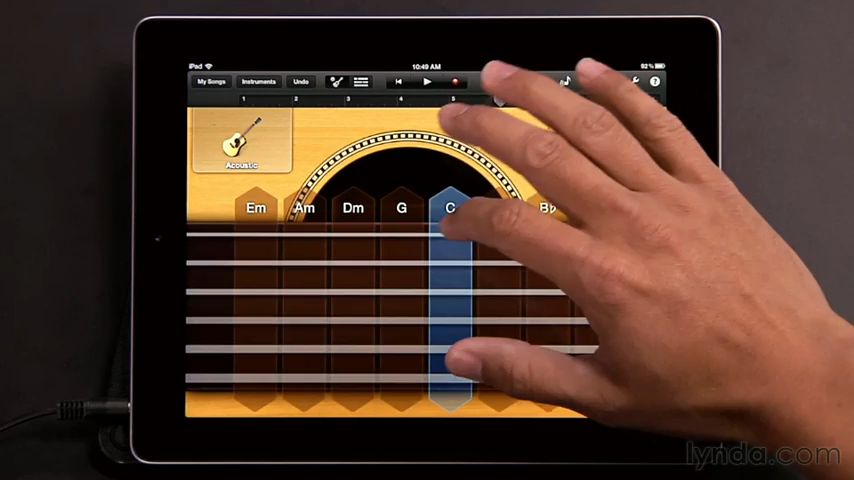 iPad 10:49 AM 92%
My Songs Instruments Undo ?
1 2 3 4 5
Acoustic
Em Am Dm G C Bb
lynda.com